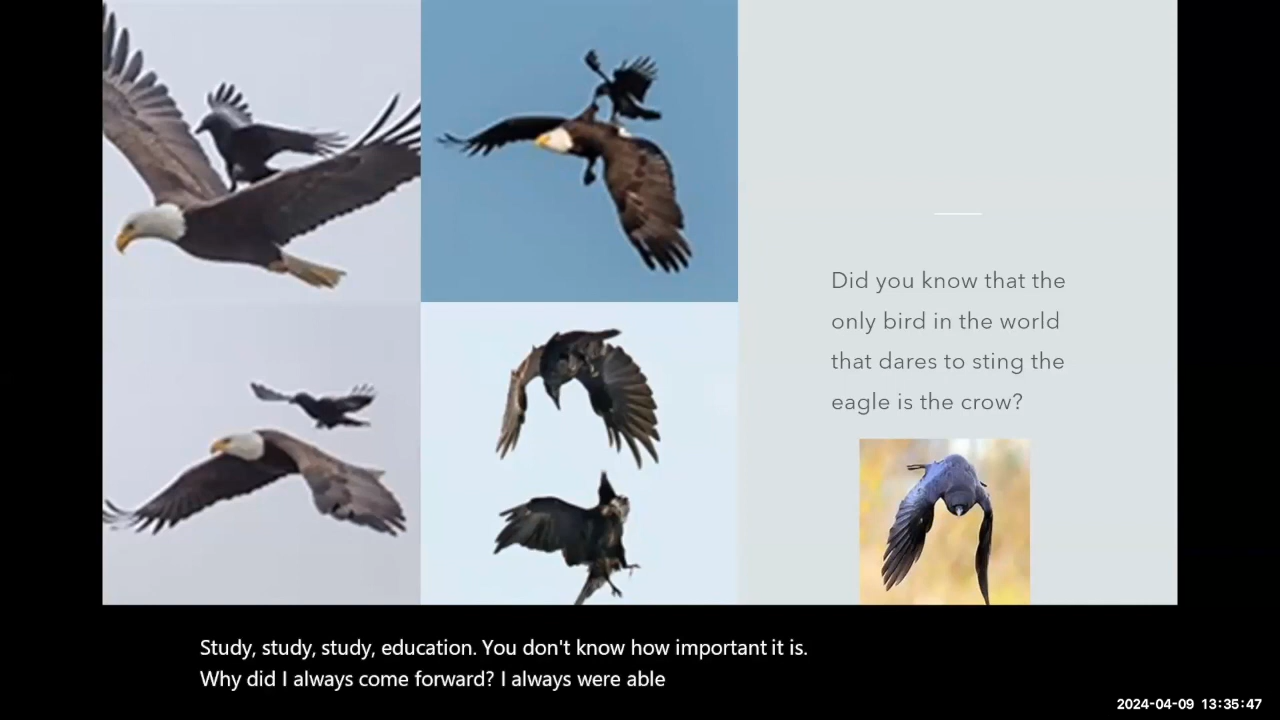 Did you know that the
only bird in the world
that dares to sting the
eagle is the crow?
Study, study, study, education. You don't know how important it is.
Why did I always come forward? I always were able
2024-04-09 13:35:47